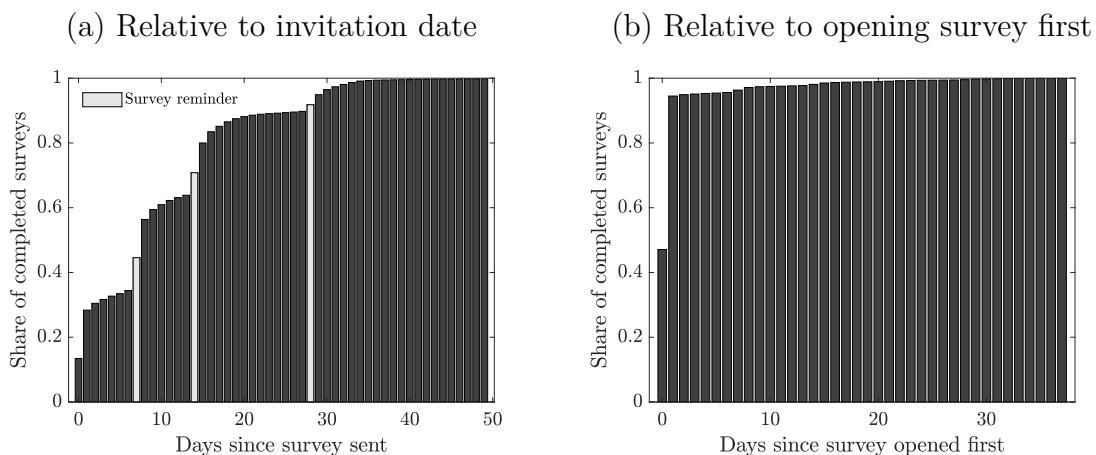 (a) Relative to invitation date
1
0.8
0.6
0.4
0.2
0
Share of completed surveys
Survey reminder
0 10 20 30 40 50
Days since survey sent
(b) Relative to opening survey first
1
0.8
0.6
0.4
0.2
0
Share of completed surveys
0 10 20 30
Days since survey opened first